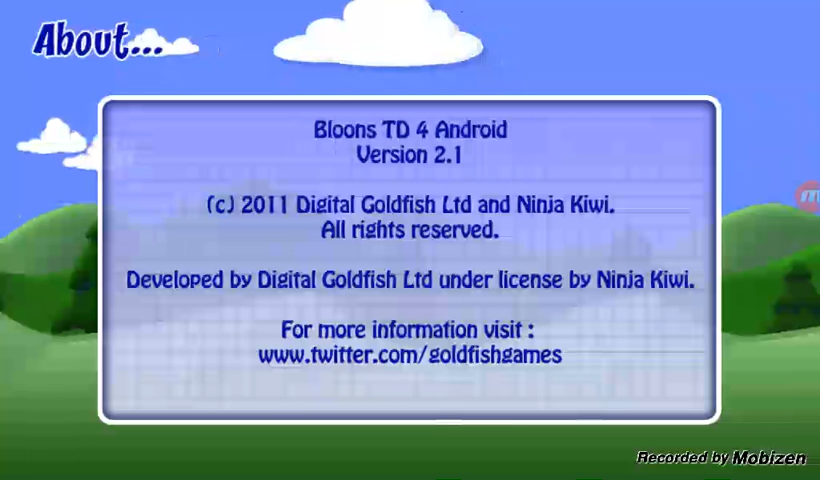 About...
Bloons TD 4 Android
Version 2.1
(c) 2011 Digital Goldfish Ltd and Ninja Kiwi.
All rights reserved.
Developed by Digital Goldfish Ltd under license by Ninja Kiwi.
For more information visit :
www.twitter.com/goldfishgames
Recorded by Mobizen